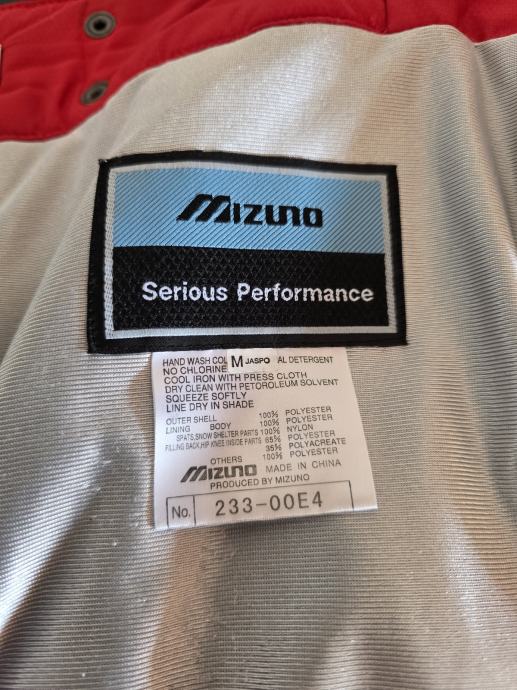 MIZUNO
Serious Performance
HAND WASH COL M JASPO AL DETERGENT
NO CHLORINE
COOL IRON WITH PRESS CLOTH
DRY CLEAN WITH PETOROLEUM SOLVENT
SQUEEZE SOFTLY
LINE DRY IN SHADE
OUTER SHELL 100% POLYESTER
LINING BODY 100% POLYESTER
SPATS,SNOW SHELTER PARTS 100% NYLON
FILLING BACK,HIP KNEES INSIDE PARTS 65% POLYESTER
35% POLYACREATE
OTHERS 100% POLYESTER
MIZUNO MADE IN CHINA
PRODUCED BY MIZUNO
No. 233-00E4